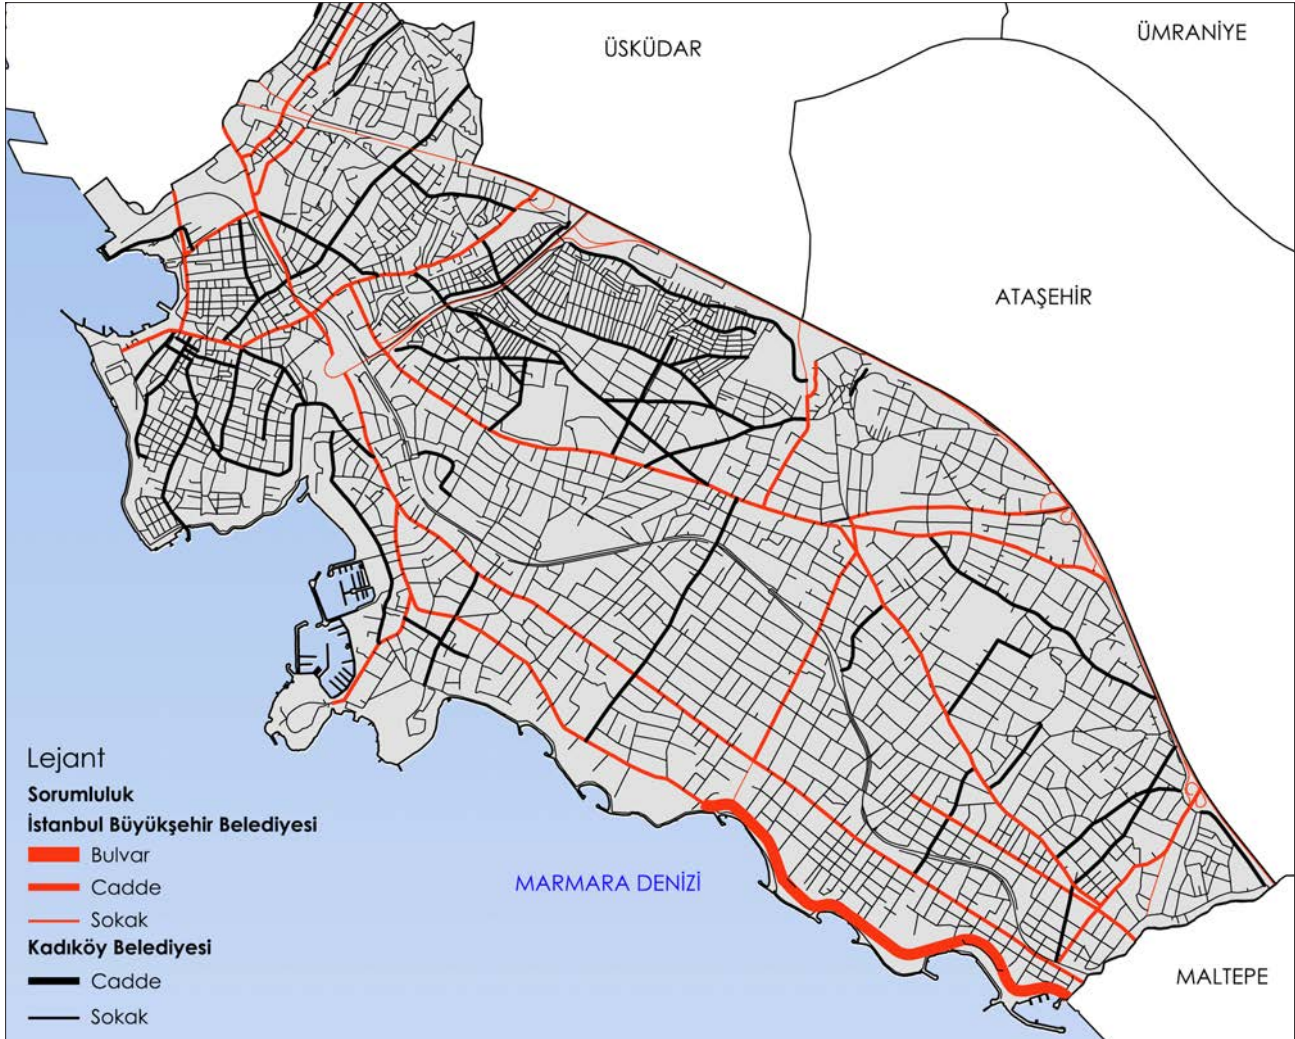 ÜSKÜDAR
ÜMRANİYE
ATAŞEHİR
MARMARA DENİZİ
MALTEPE
Lejant
Sorumluluk
İstanbul Büyükşehir Belediyesi
Bulvar
Cadde
Sokak
Kadıköy Belediyesi
Cadde
Sokak